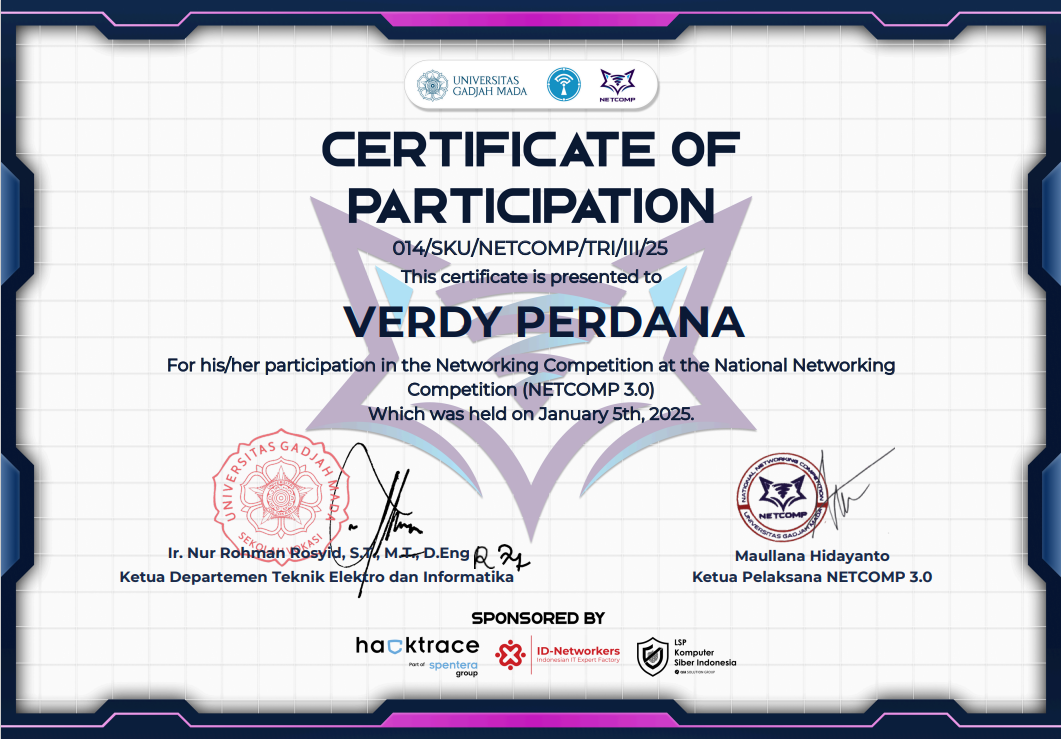 UNIVERSITAS
GADJAH MADA
NETCOMP
CERTIFICATE OF
PARTICIPATION
014/SKU/NETCOMP/TRI/III/25
This certificate is presented to
VERDY PERDANA
For his/her participation in the Networking Competition at the National Networking
Competition (NETCOMP 3.0)
Which was held on January 5th, 2025.
UNIVERSITAS GADJAH MADA
SEKOLAH VOKASI
NATIONAL NETWORKING COMPETITION
NETCOMP
UNIVERSITAS GADJAH MADA
Ir. Nur Rohman Rosyid, S.T., M.T., D.Eng
Ketua Departemen Teknik Elektro dan Informatika
Maullana Hidayanto
Ketua Pelaksana NETCOMP 3.0
SPONSORED BY
hacktrace
Part of spentera
group
ID-Networkers
Indonesian IT Expert Factory
LSP
Komputer
Siber Indonesia